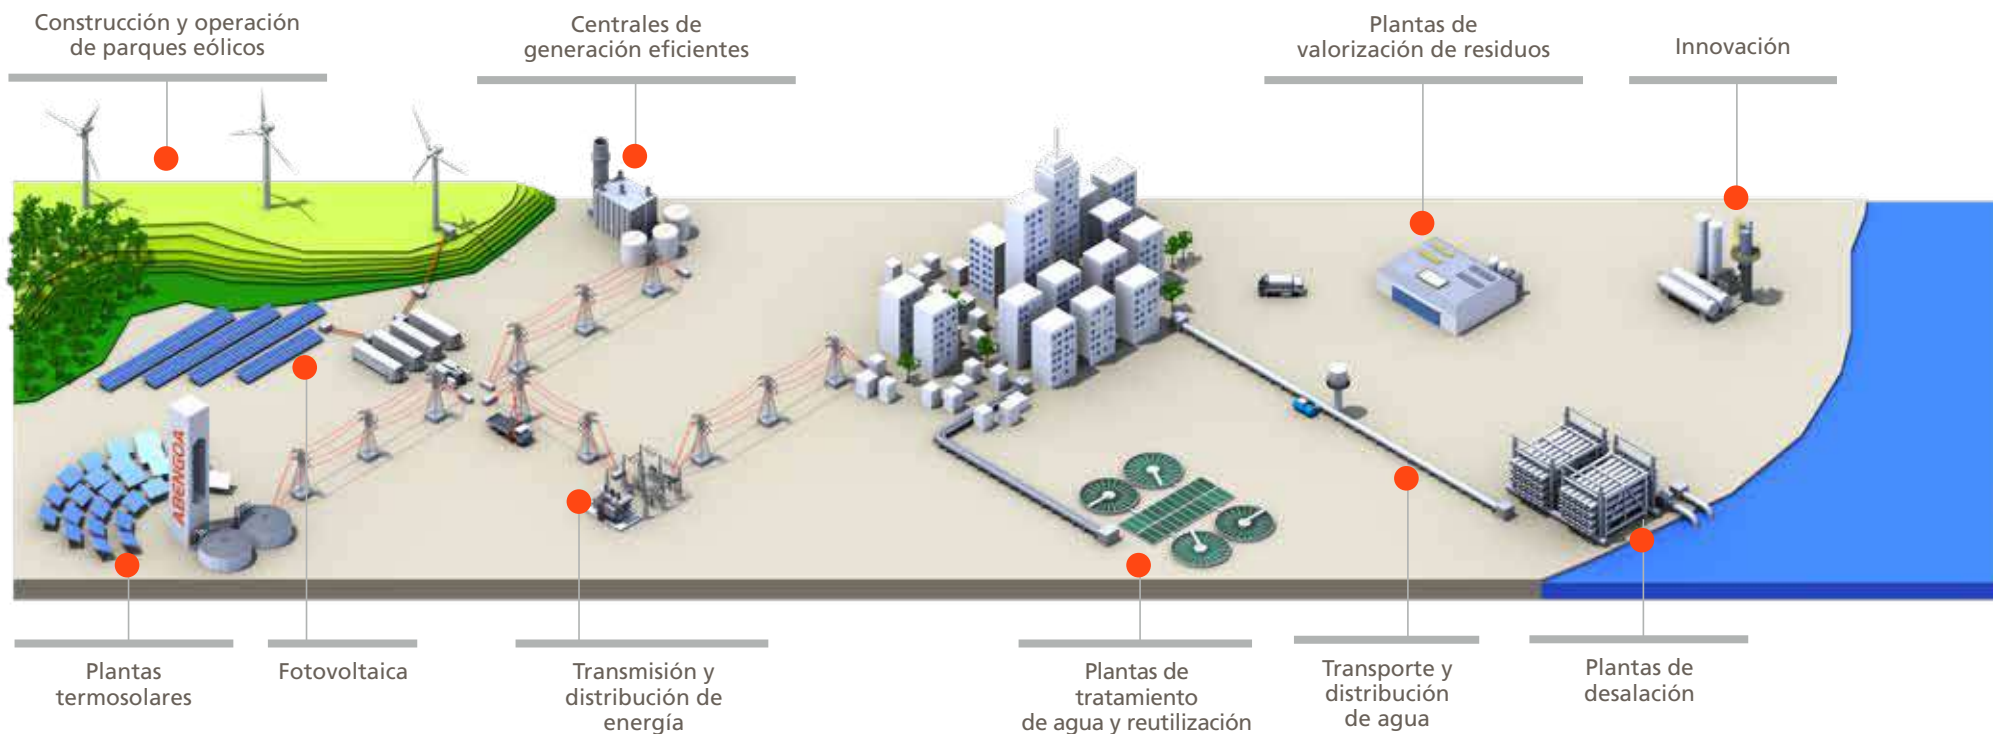 Construcción y operación
de parques eólicos
Centrales de
generación eficientes
Plantas de
valorización de residuos
Innovación
ABENGOA
Plantas
termosolares
Fotovoltaica
Transmisión y
distribución de
energía
Plantas de
tratamiento
de agua y reutilización
Transporte y
distribución
de agua
Plantas de
desalación